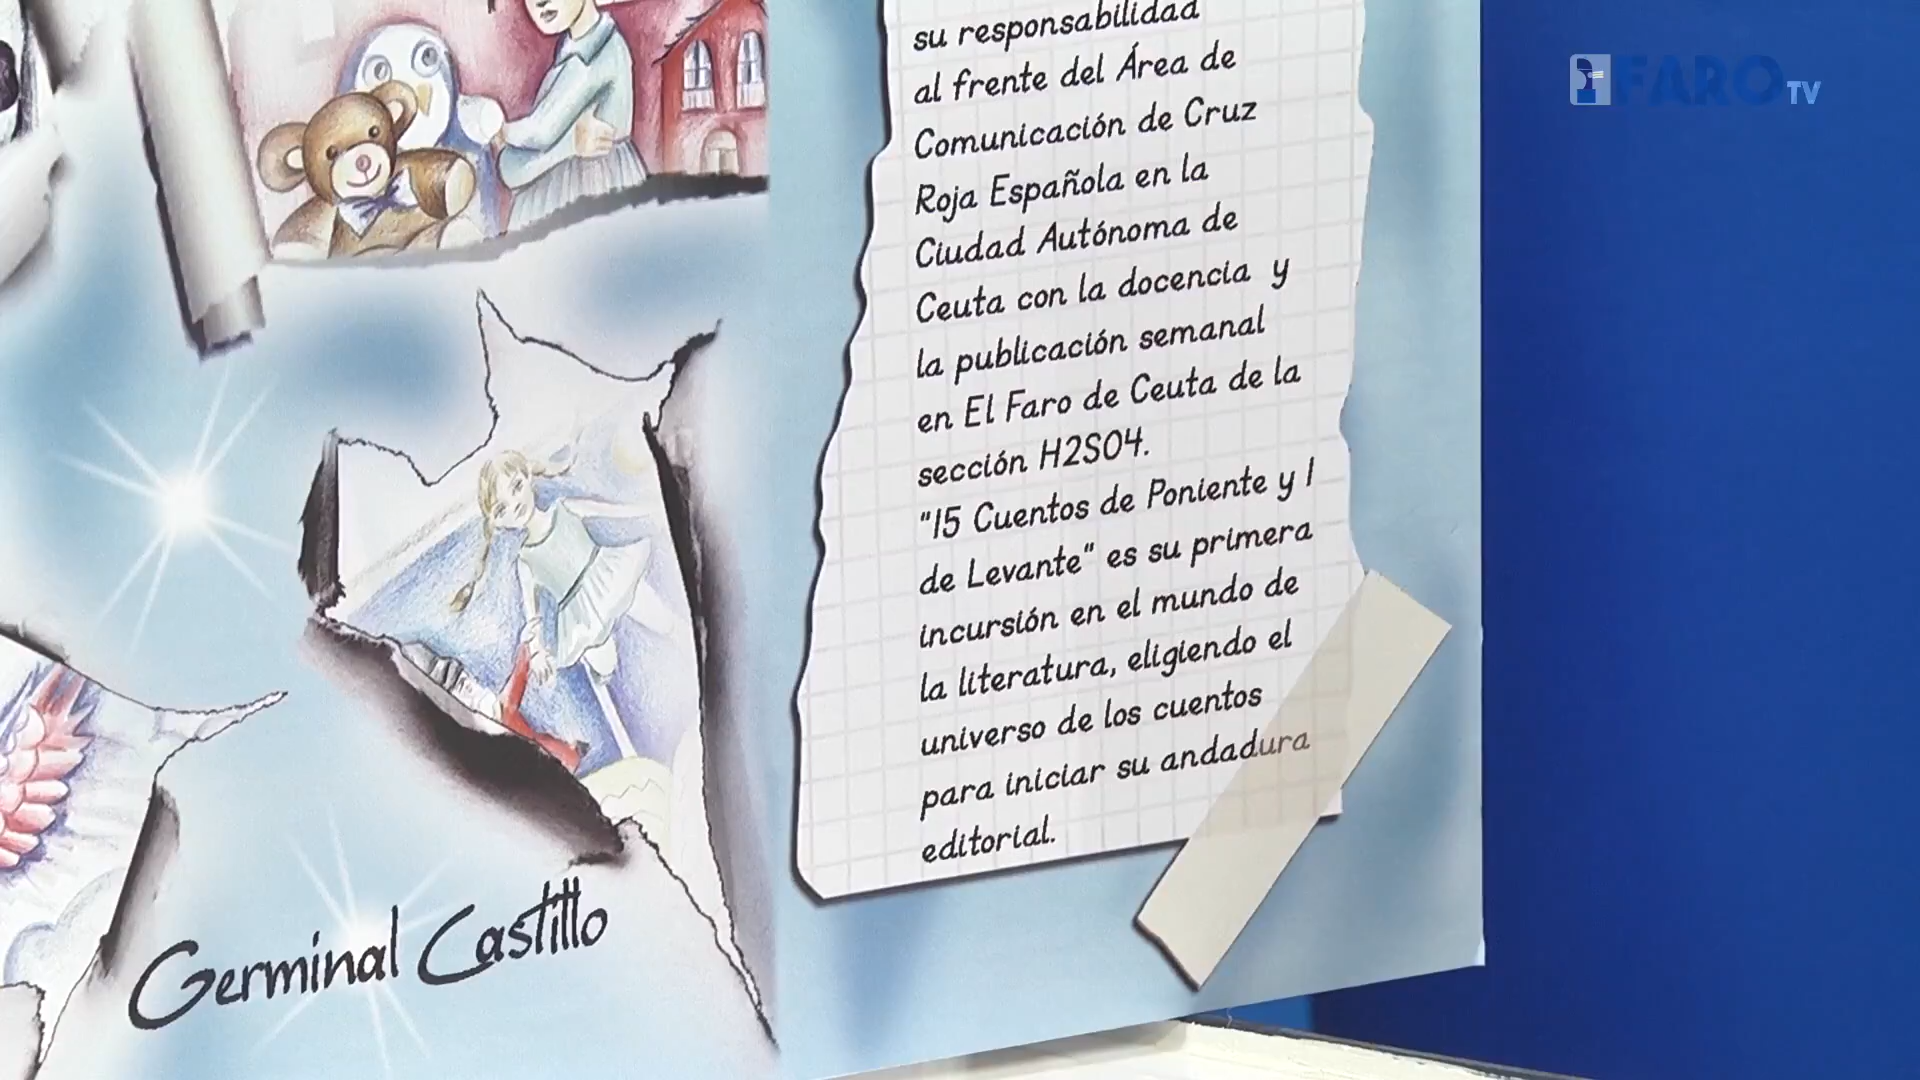 su responsabilidad
al frente del Área de
Comunicación de Cruz
Roja Española en la
Ciudad Autónoma de
Ceuta con la docencia y
la publicación semanal
en El Faro de Ceuta de la
sección H2SO4.
"15 Cuentos de Poniente y 1
de Levante" es su primera
incursión en el mundo de
la literatura, eligiendo el
universo de los cuentos
para iniciar su andadura
editorial.
Germinal Castillo
FARO TV